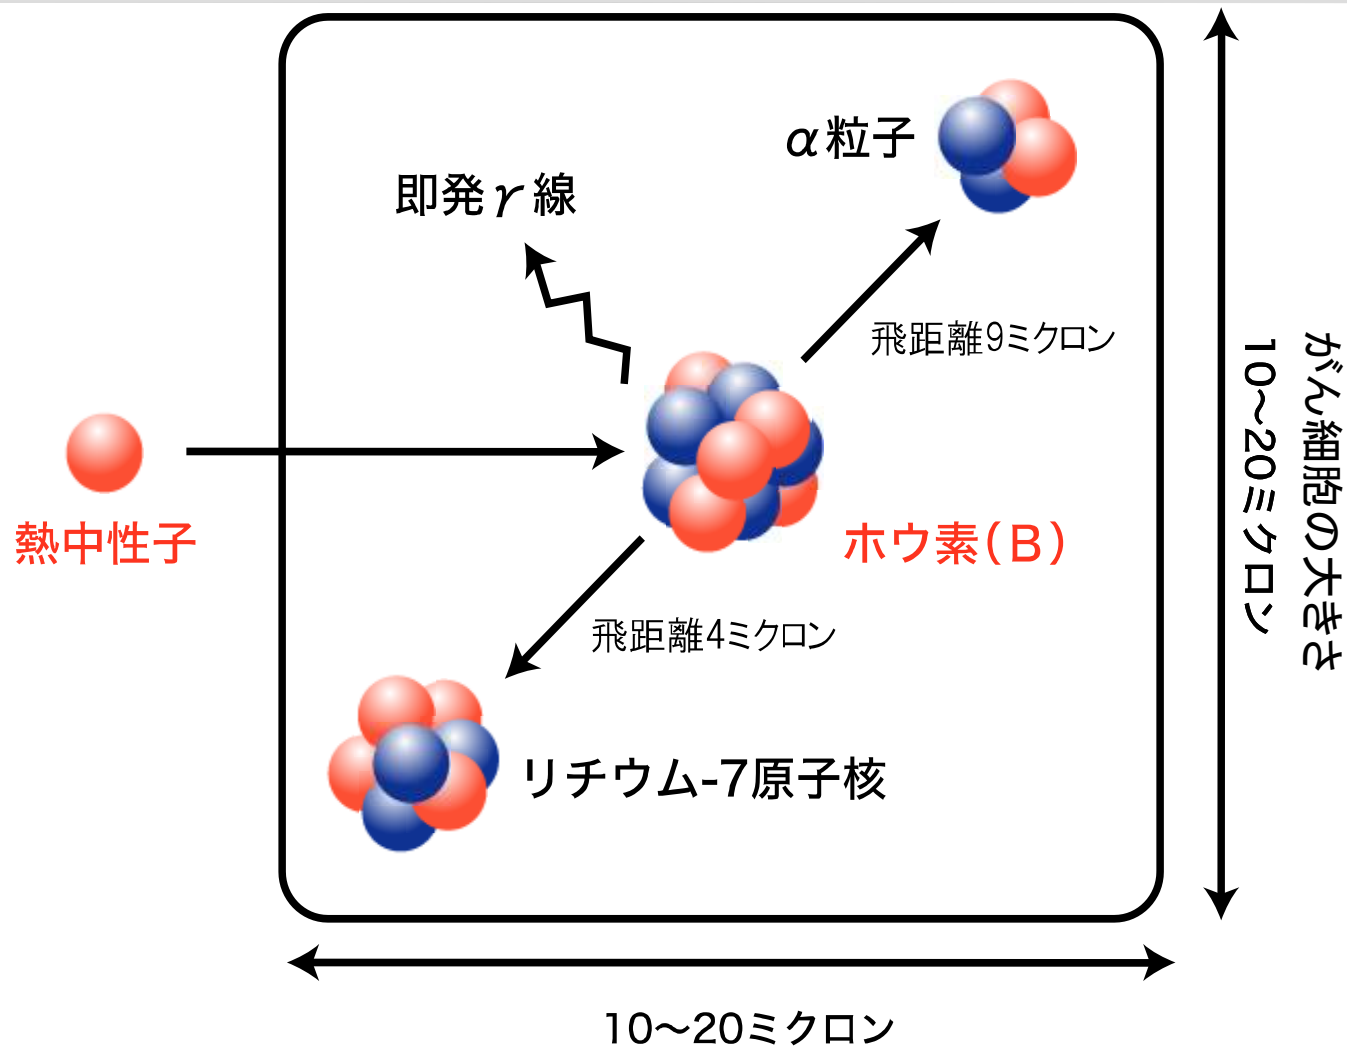 α粒子
即発γ線
飛距離9ミクロン
熱中性子
ホウ素(B)
飛距離4ミクロン
リチウム-7原子核
がん細胞の大きさ
10〜20ミクロン
10〜20ミクロン